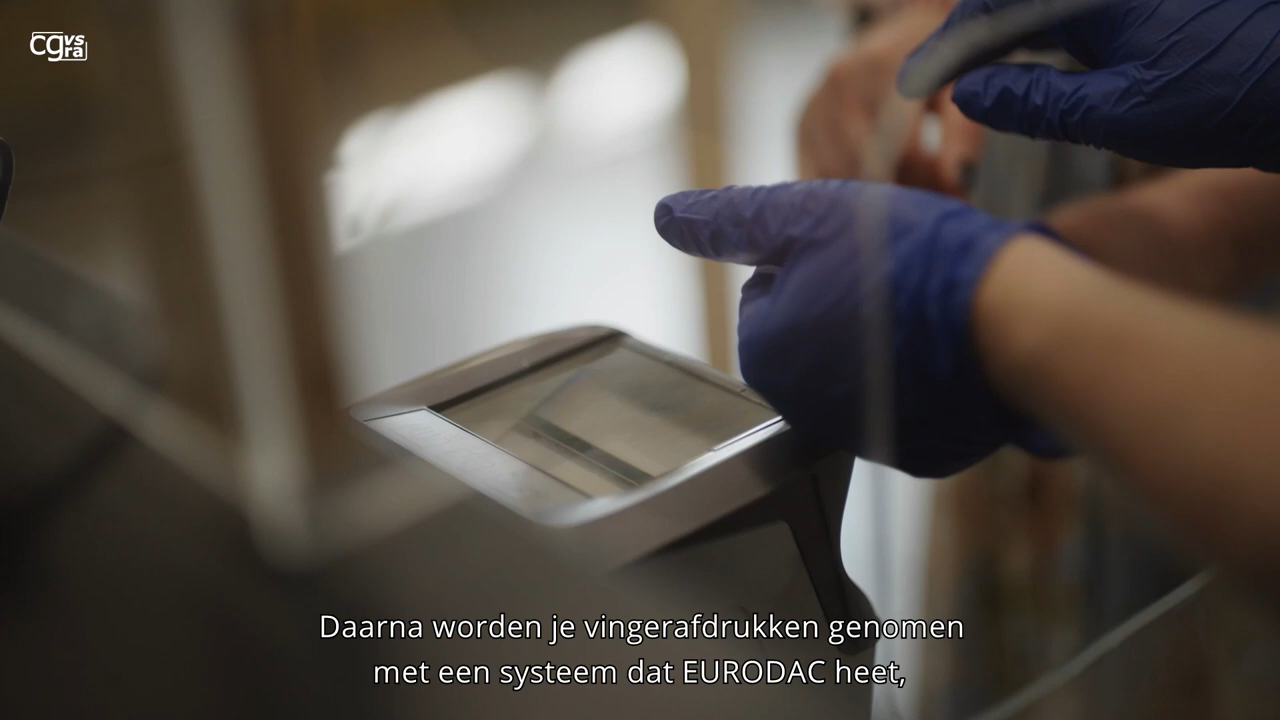 cgvs
ra
Daarna worden je vingerafdrukken genomen
met een systeem dat EURODAC heet,